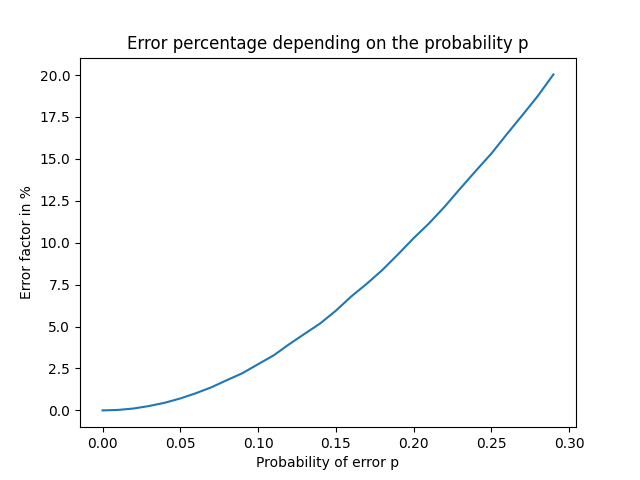 Error percentage depending on the probability p
20.0
17.5
15.0
12.5
10.0
7.5
5.0
2.5
0.0
Error factor in %
0.00 0.05 0.10 0.15 0.20 0.25 0.30
Probability of error p